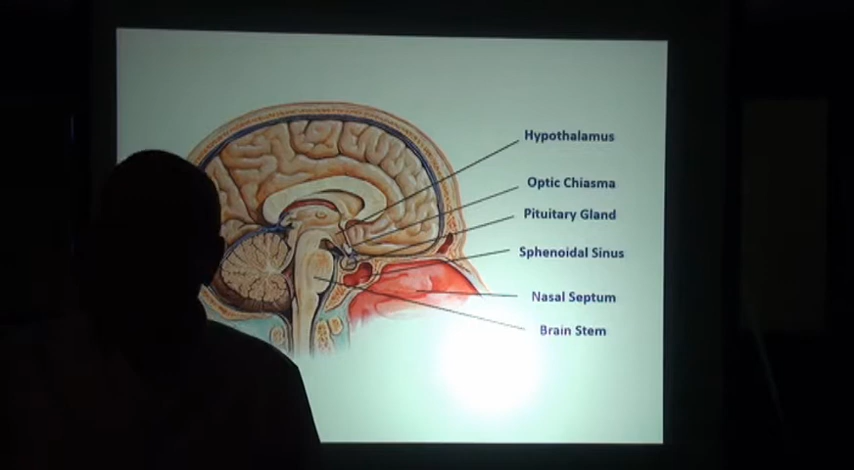 Hypothalamus
Optic Chiasma
Pituitary Gland
Sphenoidal Sinus
Nasal Septum
Brain Stem